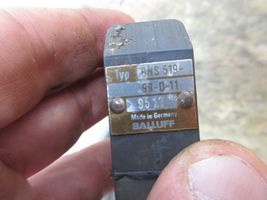 Typ BNS 519-
99-D-11
Made in Germany
BALLUFF